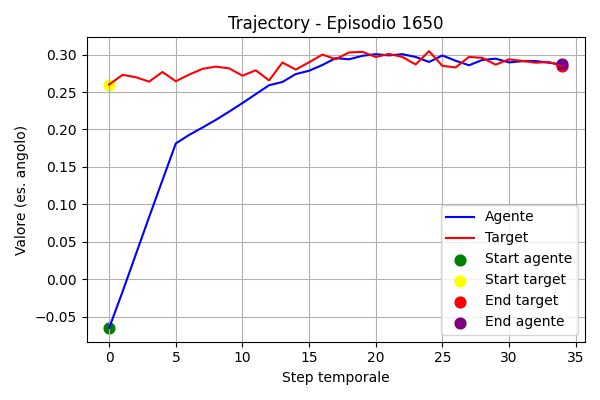 Trajectory - Episodio 1650
Valore (es. angolo)
0.30
0.25
0.20
0.15
0.10
0.05
0.00
−0.05
0 5 10 15 20 25 30 35
Step temporale
Agente
Target
Start agente
Start target
End target
End agente